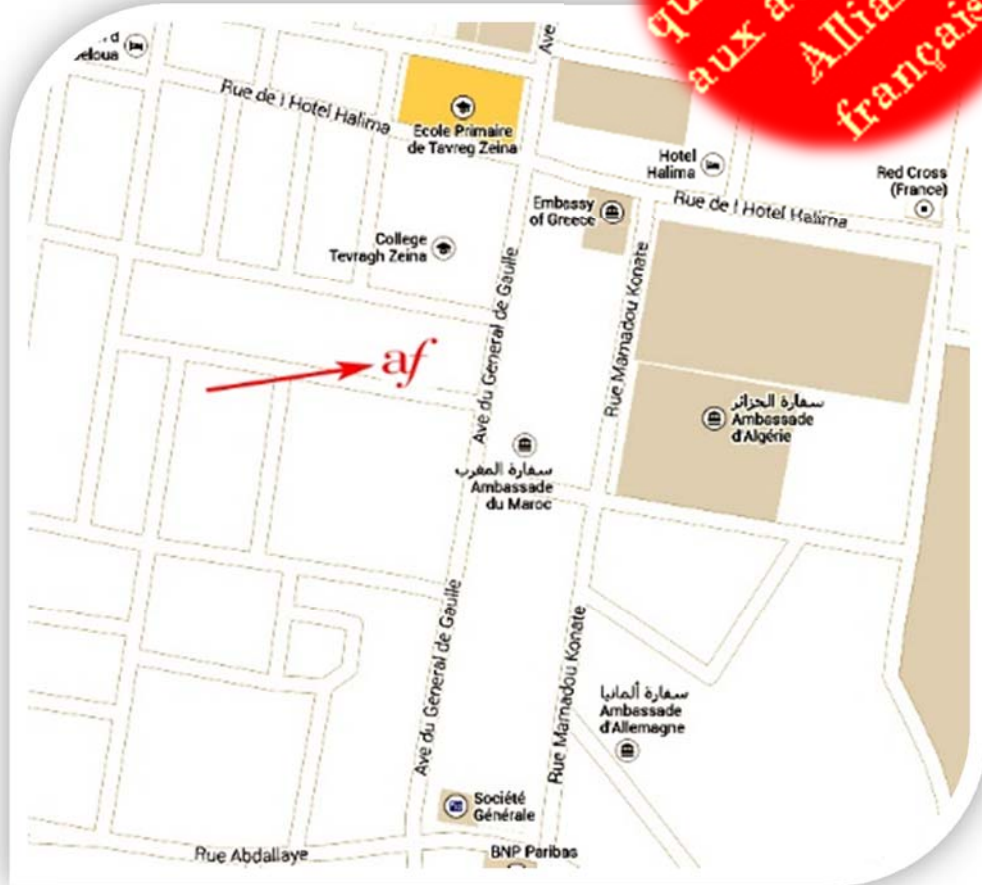 aux
français
Ave
Rue de l Hotel Halima
Ecole Primaire
de Tavreg Zeina
Hotel
Halima
Red Cross
(France)
Embassy
of Greece
Rue de l Hotel Halima
College
Tevragh Zeina
Ave du General de Gaulle
Rue Mamadou Konate
af
سفارة الجزائر
Ambassade
d'Algérie
سفارة المغرب
Ambassade
du Maroc
Ave du General de Gaulle
Rue Mamadou Konate
سفارة ألمانيا
Ambassade
d'Allemagne
Société
Générale
Rue Abdallaye
BNP Paribas